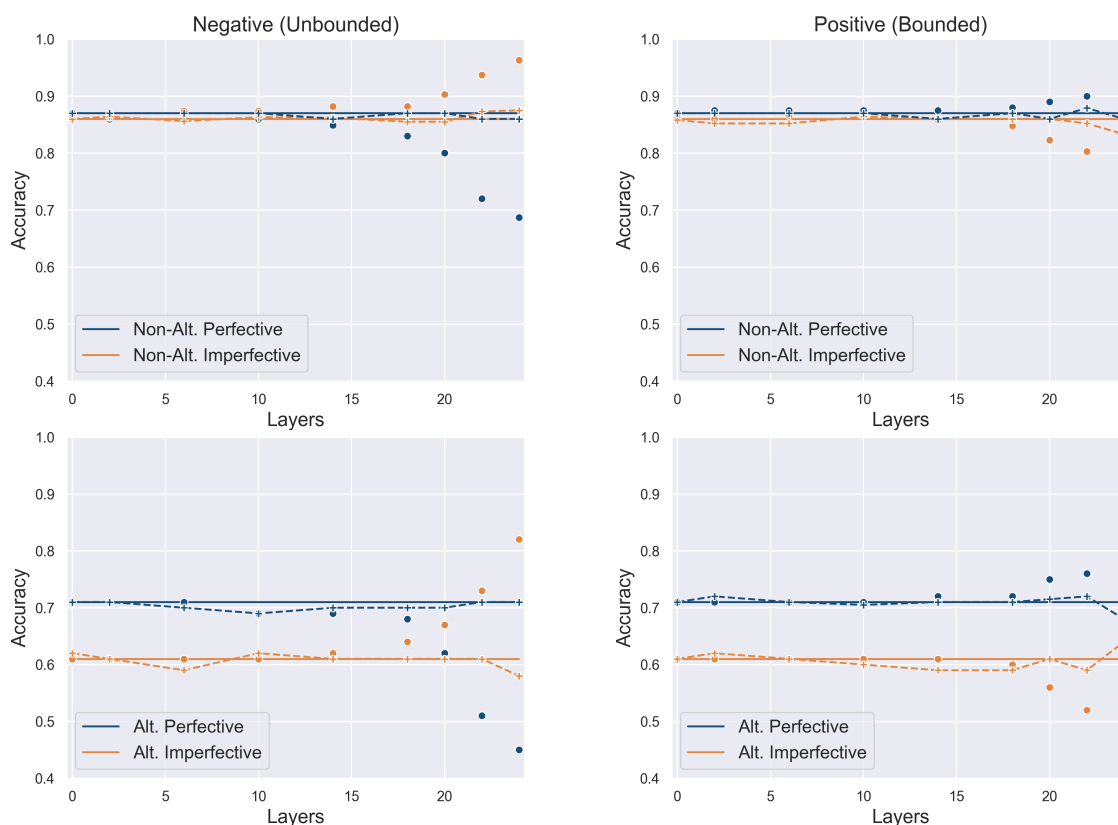 Negative (Unbounded)
1.0
0.9
0.8
0.7
0.6
0.5
0.4
Accuracy
Non-Alt. Perfective
Non-Alt. Imperfective
0 5 10 15 20
Layers
Positive (Bounded)
1.0
0.9
0.8
0.7
0.6
0.5
0.4
Accuracy
Non-Alt. Perfective
Non-Alt. Imperfective
0 5 10 15 20
Layers
1.0
0.9
0.8
0.7
0.6
0.5
0.4
Accuracy
Alt. Perfective
Alt. Imperfective
0 5 10 15 20
Layers
1.0
0.9
0.8
0.7
0.6
0.5
0.4
Accuracy
Alt. Perfective
Alt. Imperfective
0 5 10 15 20
Layers